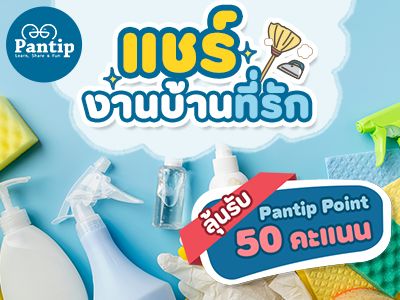 Pantip
Learn, Share & Fun
แชร์
งานบ้านที่รัก
ลุ้นรับ
Pantip Point
50 คะแนน